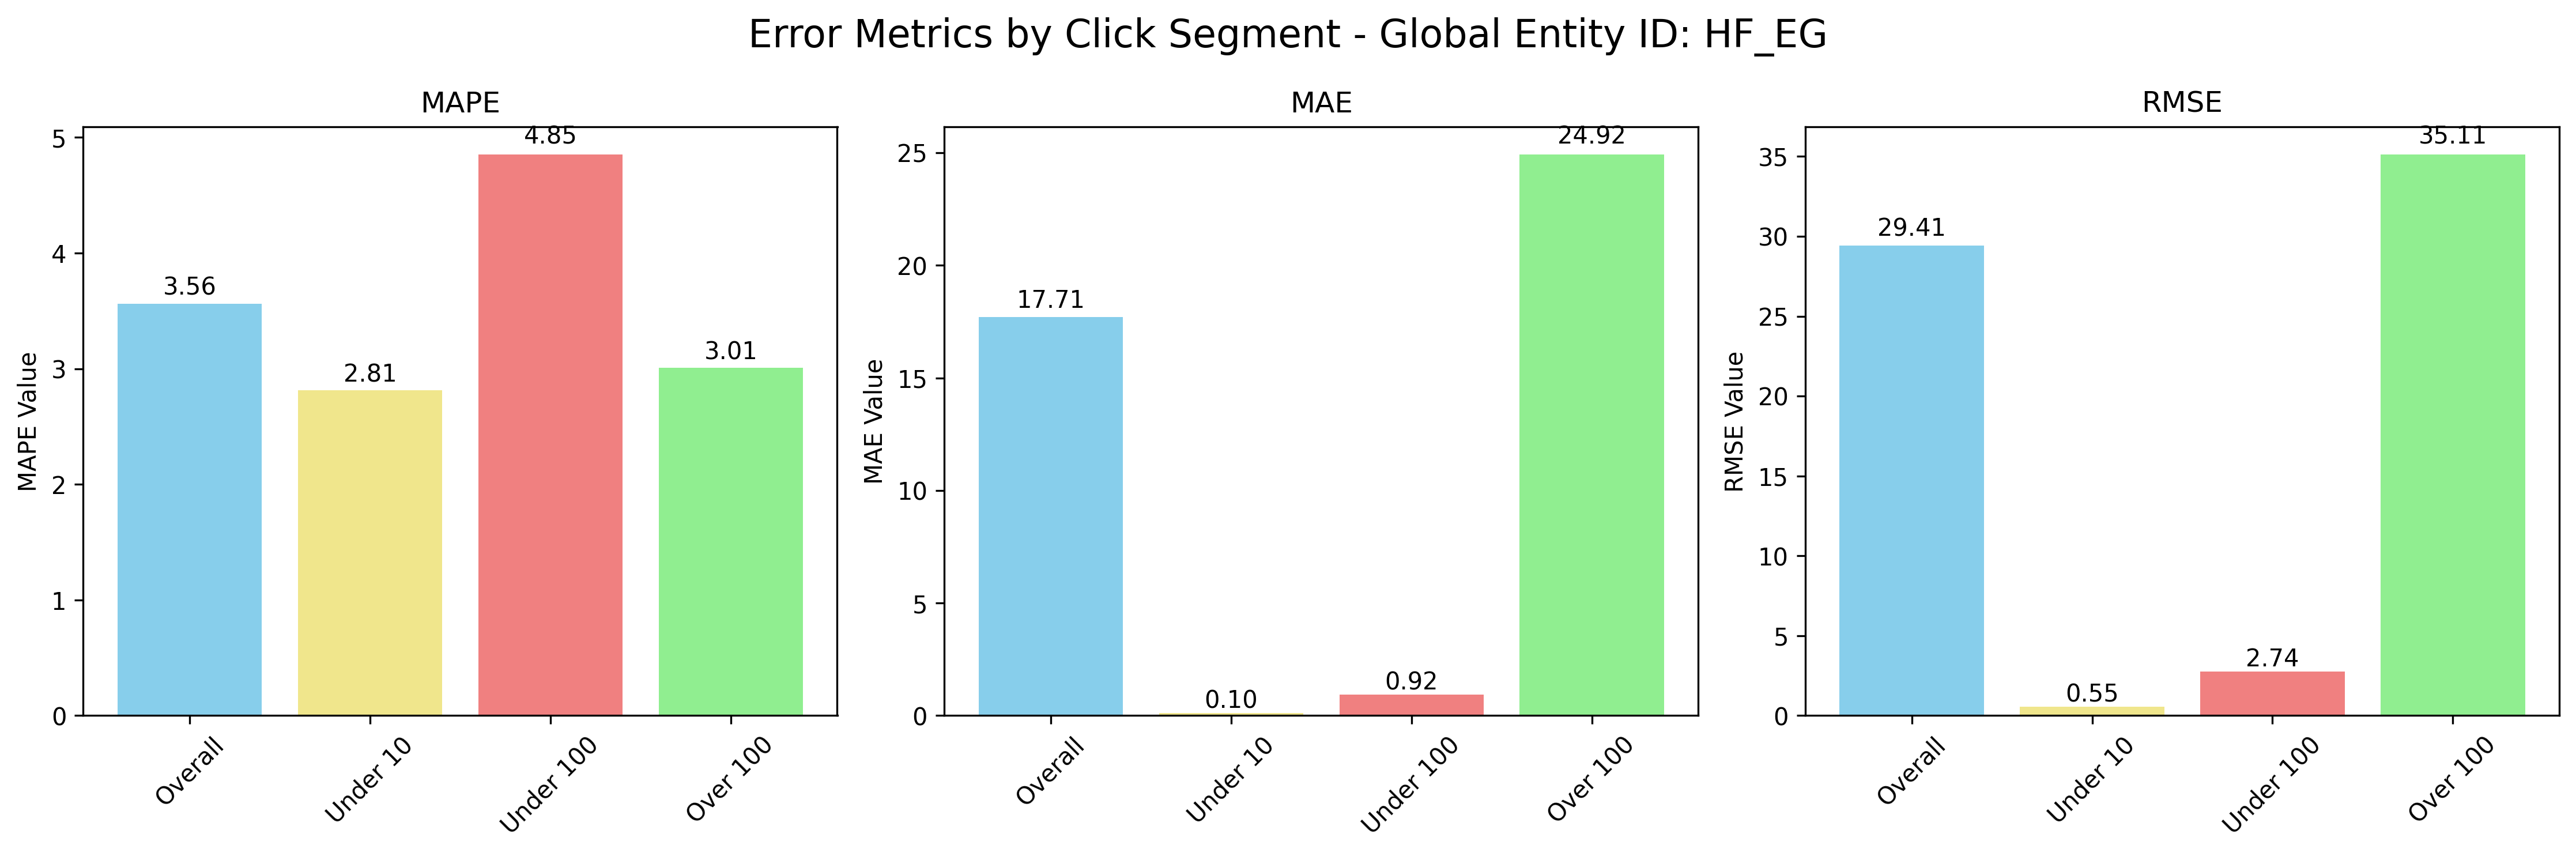 Error Metrics by Click Segment - Global Entity ID: HF_EG
MAPE
MAPE Value
5
4
3
2
1
0
3.56
2.81
4.85
3.01
Overall
Under 10
Under 100
Over 100
MAE
MAE Value
25
20
15
10
5
0
17.71
0.10
0.92
24.92
Overall
Under 10
Under 100
Over 100
RMSE
RMSE Value
35
30
25
20
15
10
5
0
29.41
0.55
2.74
35.11
Overall
Under 10
Under 100
Over 100